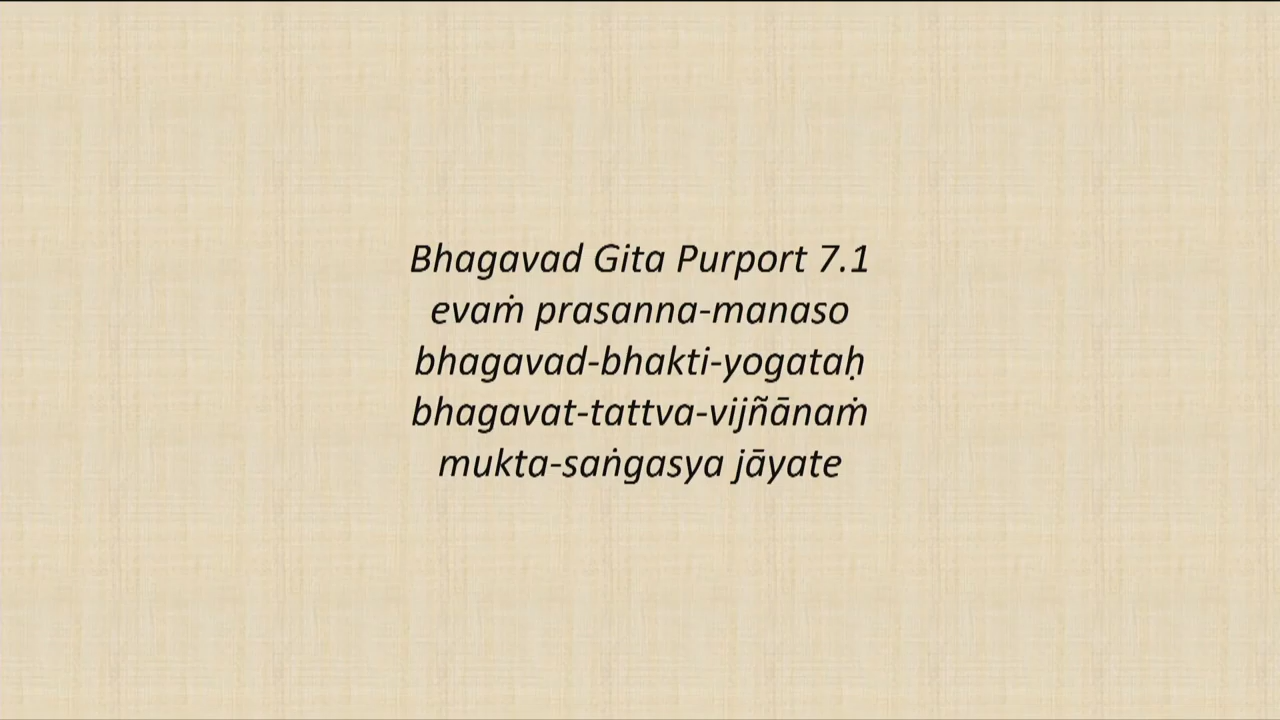 Bhagavad Gita Purport 7.1
evaṁ prasanna-manaso
bhagavad-bhakti-yogataḥ
bhagavat-tattva-vijñānaṁ
mukta-saṅgasya jāyate